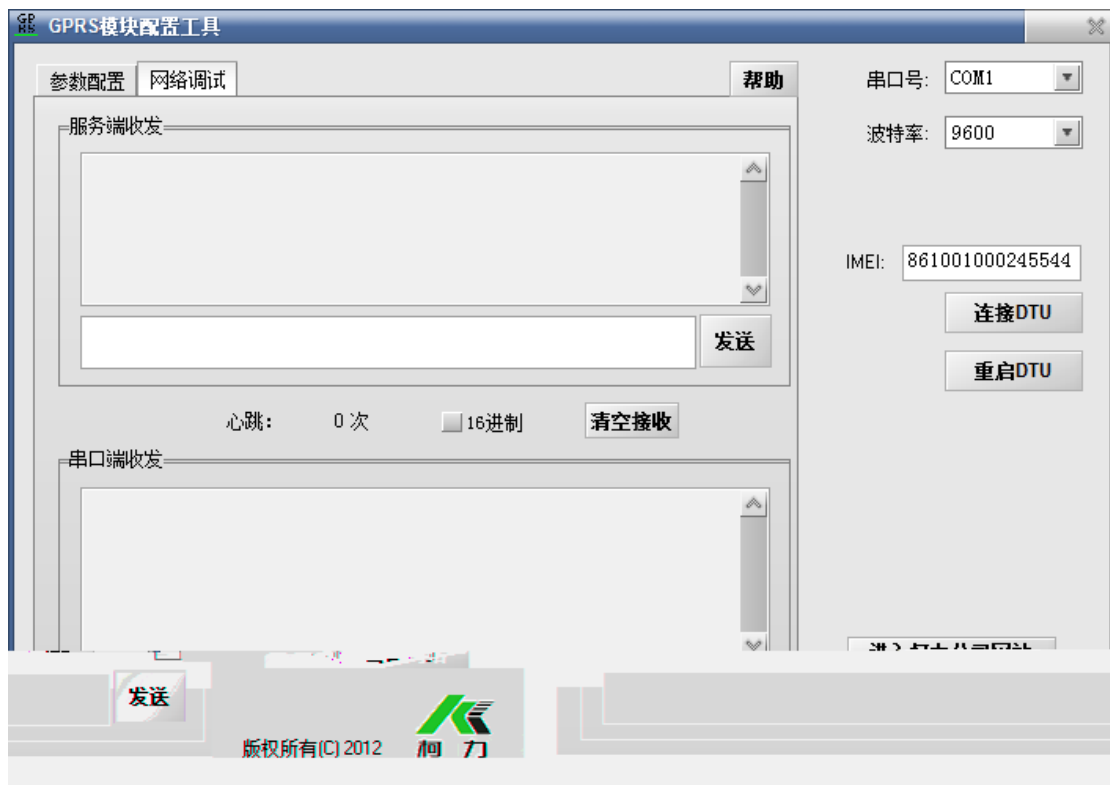 GPRS模块配置工具
参数配置 网络调试 帮助
串口号: COM1
波特率: 9600
服务端收发
IMEI: 861001000245544
连接DTU
发送
重启DTU
心跳: 0 次 16进制 清空接收
串口端收发
发送
版权所有(C) 2012
柯力